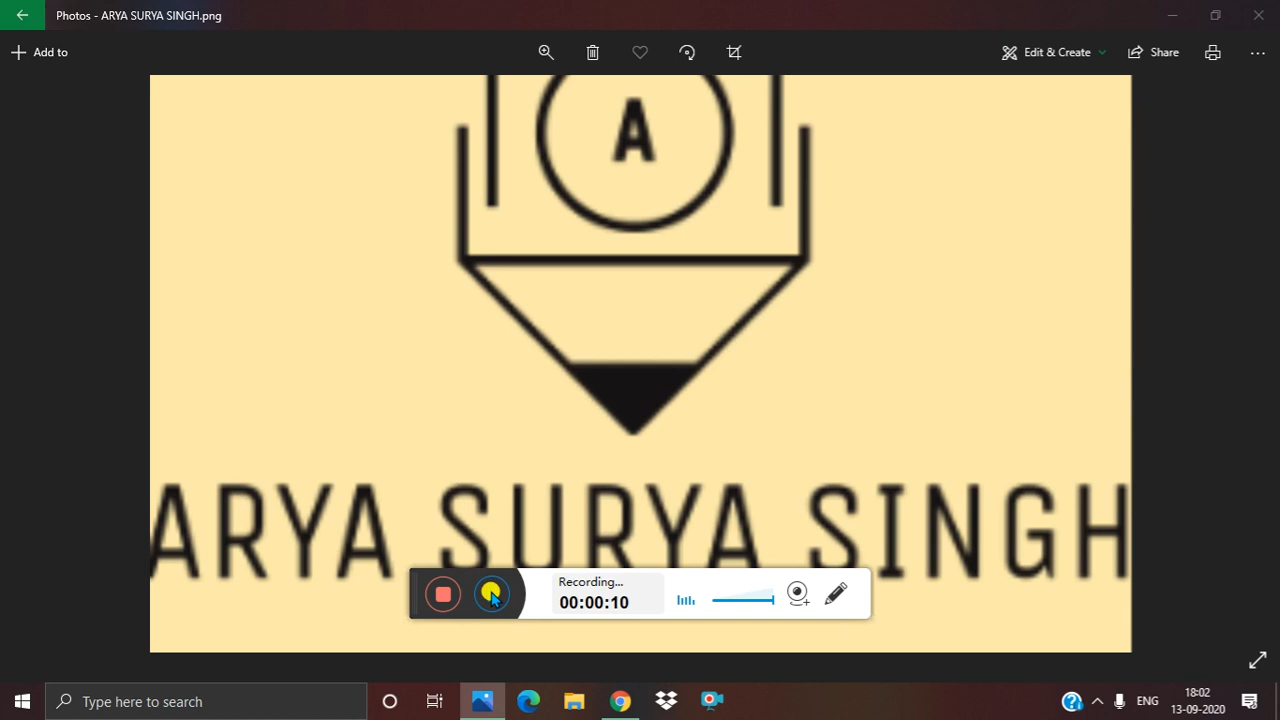 Photos - ARYA SURYA SINGH.png
Add to
Edit & Create
Share
A
ARYA SURYA SINGH
Recording...
00:00:10
Type here to search
ENG
18:02
13-09-2020